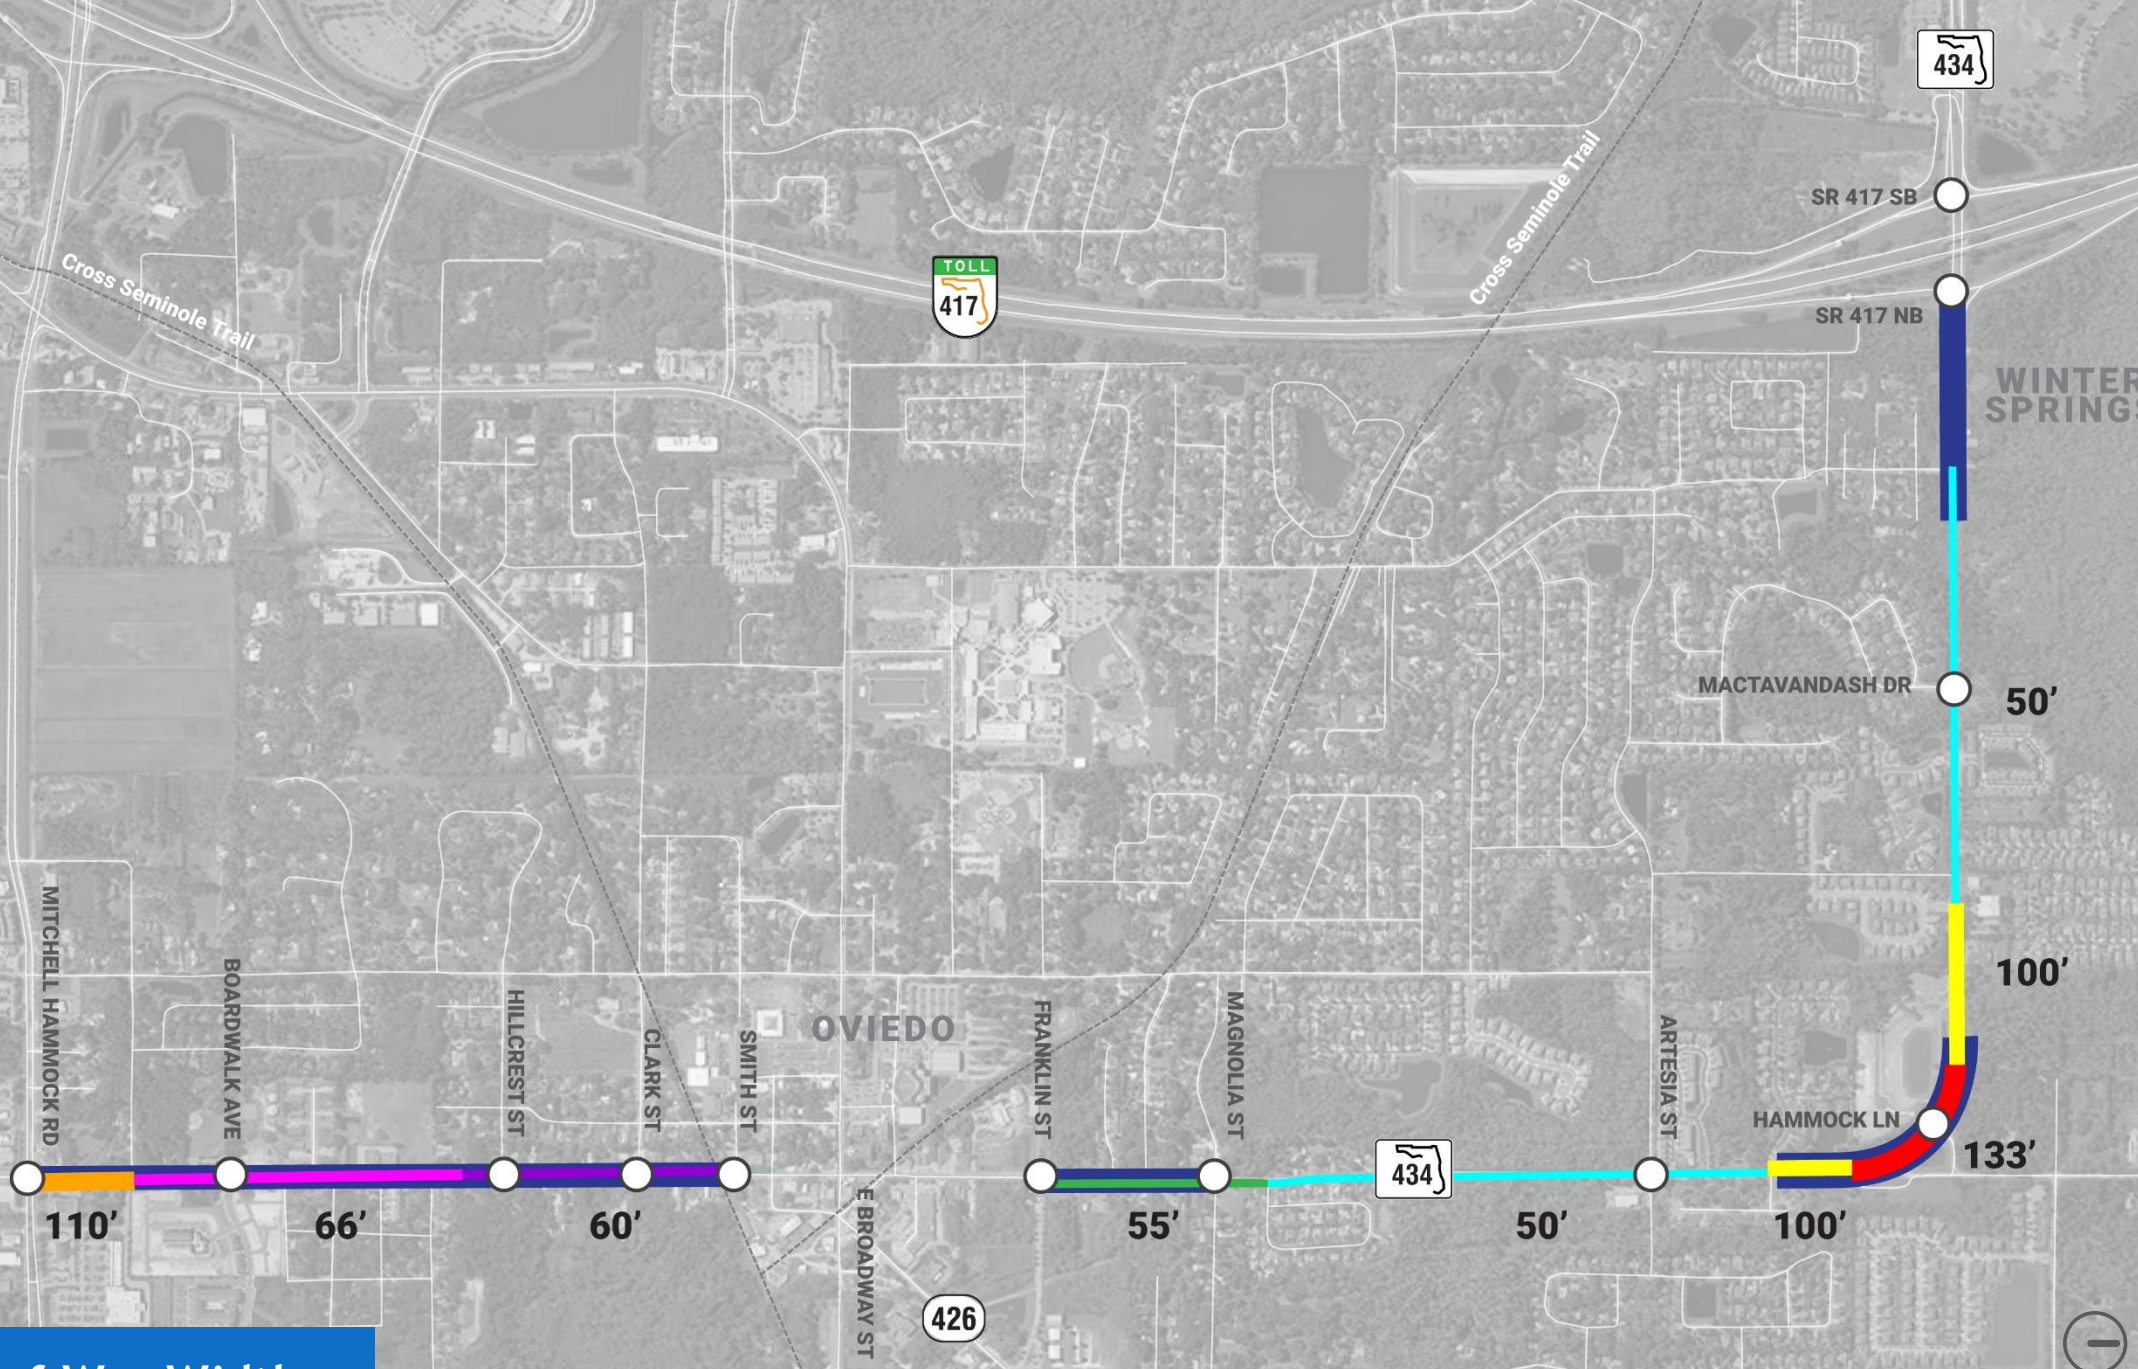 434
SR 417 SB
Cross Seminole Trail
TOLL
417
SR 417 NB
Cross Seminole Trail
WINTER
SPRINGS
MACTAVANDASH DR
50’
100’
MITCHELL HAMMOCK RD
BOARDWALK AVE
HILLCREST ST
CLARK ST
SMITH ST
OVIEDO
FRANKLIN ST
MAGNOLIA ST
ARTESIA ST
HAMMOCK LN
133’
434
110’
66’
60’
55’
50’
100’
E BROADWAY ST
426